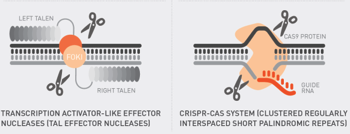 LEFT TALEN
FOKI
RIGHT TALEN
TRANSCRIPTION ACTIVATOR-LIKE EFFECTOR
NUCLEASES (TAL EFFECTOR NUCLEASES)
CAS9 PROTEIN
GUIDE
RNA
CRISPR-CAS SYSTEM (CLUSTERED REGULARLY
INTERSPACED SHORT PALINDROMIC REPEATS)